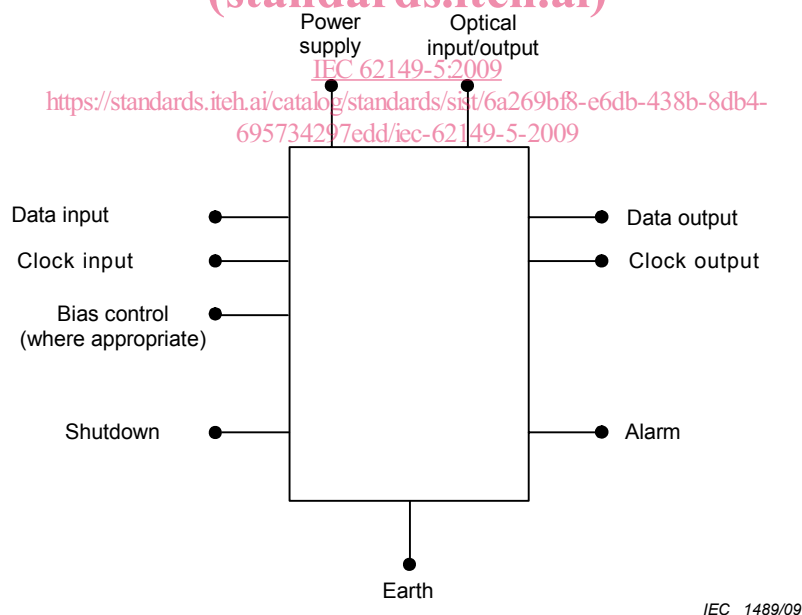 (standards.iteh.ai)
Power
supply
Optical
input/output
IEC 62149-5:2009
https://standards.iteh.ai/catalog/standards/sist/6a269bf8-e6db-438b-8db4-
695734297edd/iec-62149-5-2009
Data input
Data output
Clock input
Clock output
Bias control
(where appropriate)
Shutdown
Alarm
Earth
IEC 1489/09